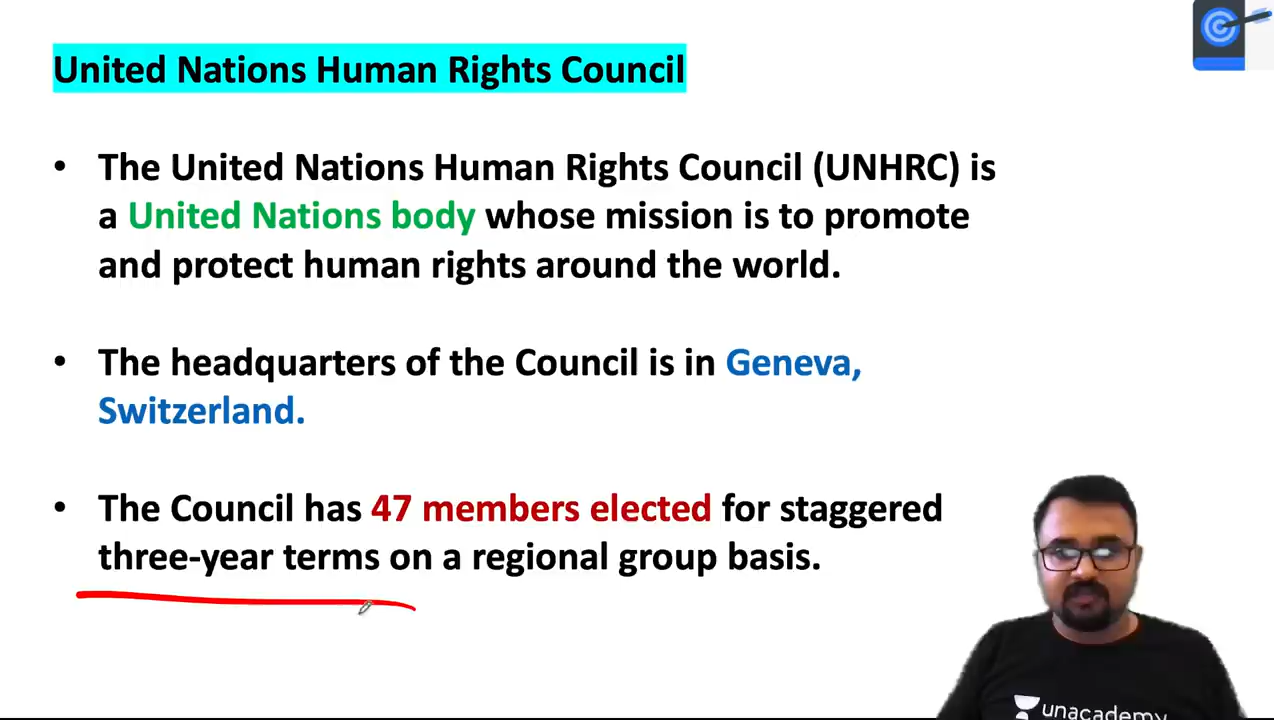 United Nations Human Rights Council
• The United Nations Human Rights Council (UNHRC) is
a United Nations body whose mission is to promote
and protect human rights around the world.
• The headquarters of the Council is in Geneva,
Switzerland.
• The Council has 47 members elected for staggered
three-year terms on a regional group basis.
unacademy